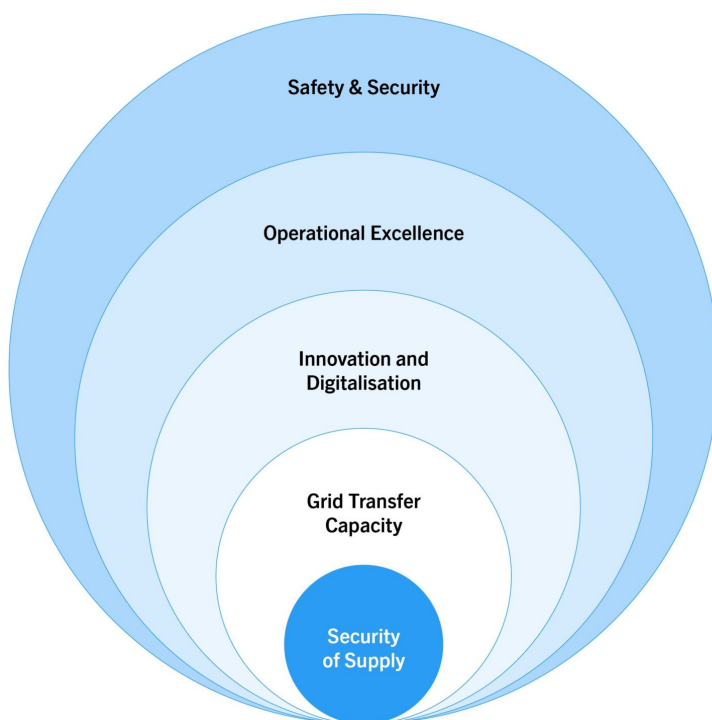 Safety & Security
Operational Excellence
Innovation and
Digitalisation
Grid Transfer
Capacity
Security
of Supply